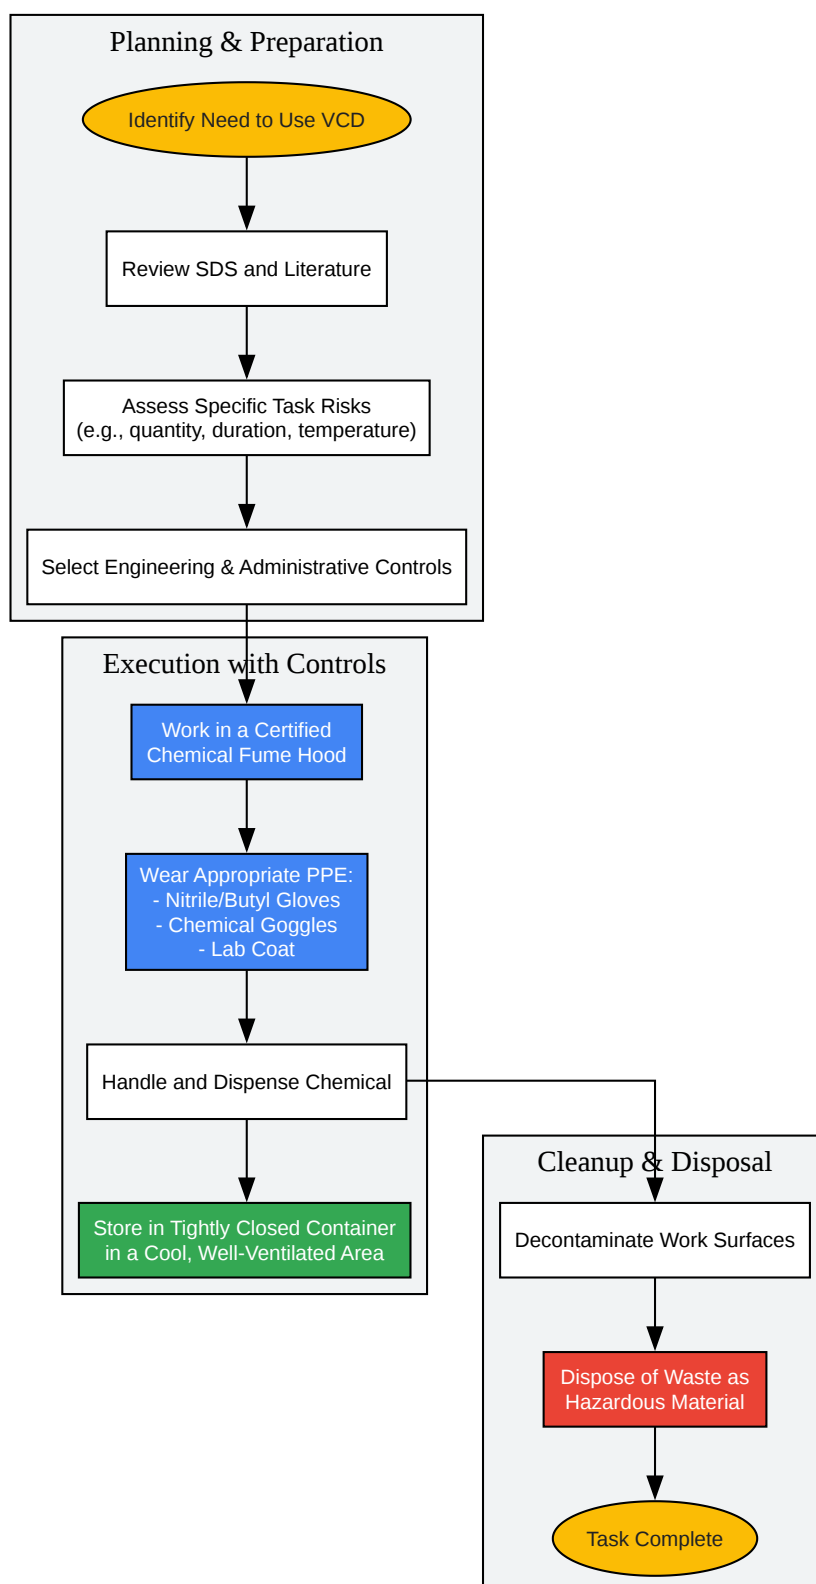 Planning & Preparation
Identify Need to Use VCD
Review SDS and Literature
Assess Specific Task Risks
(e.g., quantity, duration, temperature)
Select Engineering & Administrative Controls
Execution with Controls
Work in a Certified
Chemical Fume Hood
Wear Appropriate PPE:
- Nitrile/Butyl Gloves
- Chemical Goggles
- Lab Coat
Handle and Dispense Chemical
Store in Tightly Closed Container
in a Cool, Well-Ventilated Area
Cleanup & Disposal
Decontaminate Work Surfaces
Dispose of Waste as
Hazardous Material
Task Complete